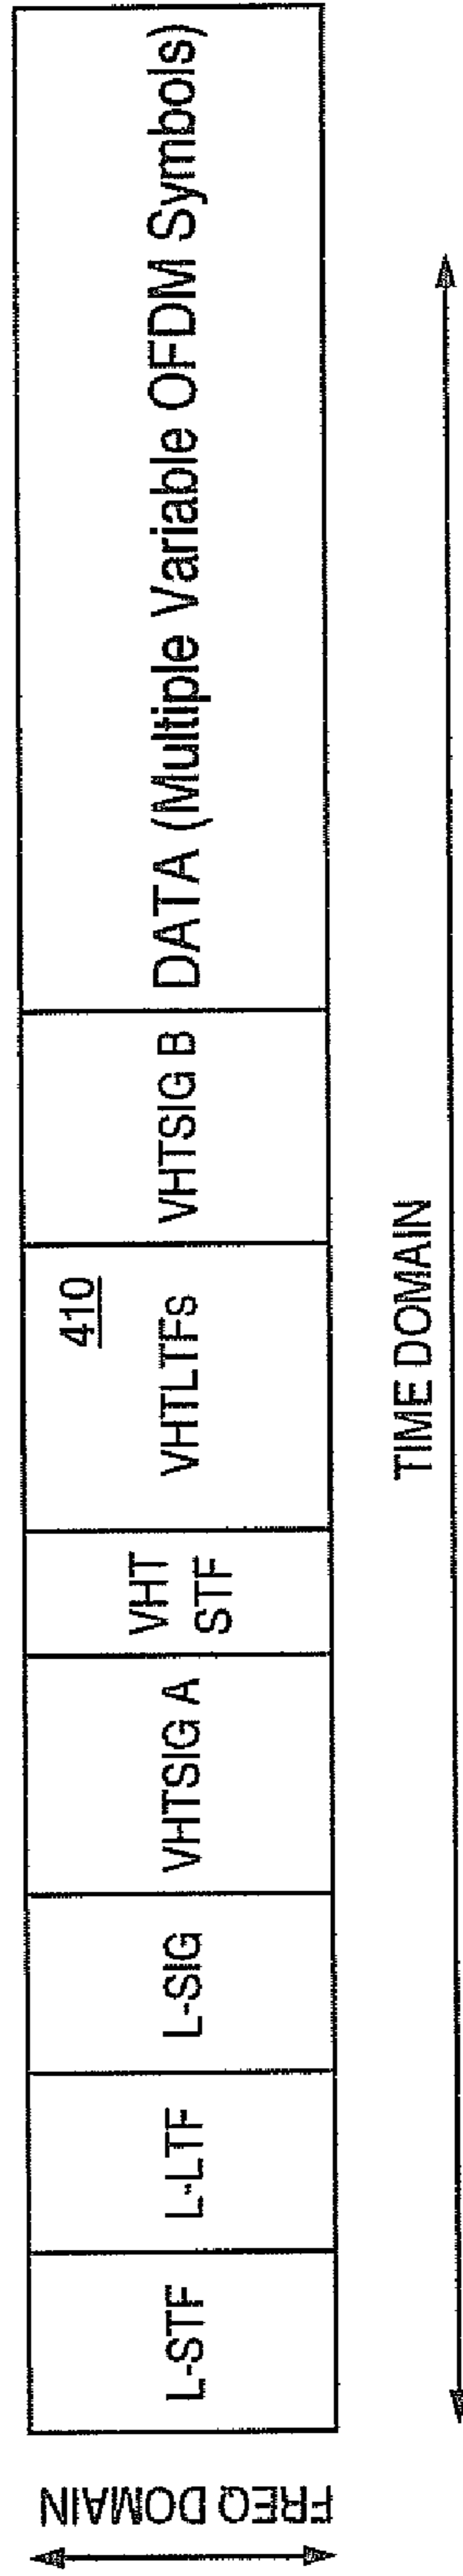 L-STF
L-LTF
L-SIG
VHTSIG A
VHT
STF
410
VHTLTFs
VHTSIG B
DATA (Multiple Variable OFDM Symbols)
FREQ DOMAIN
TIME DOMAIN